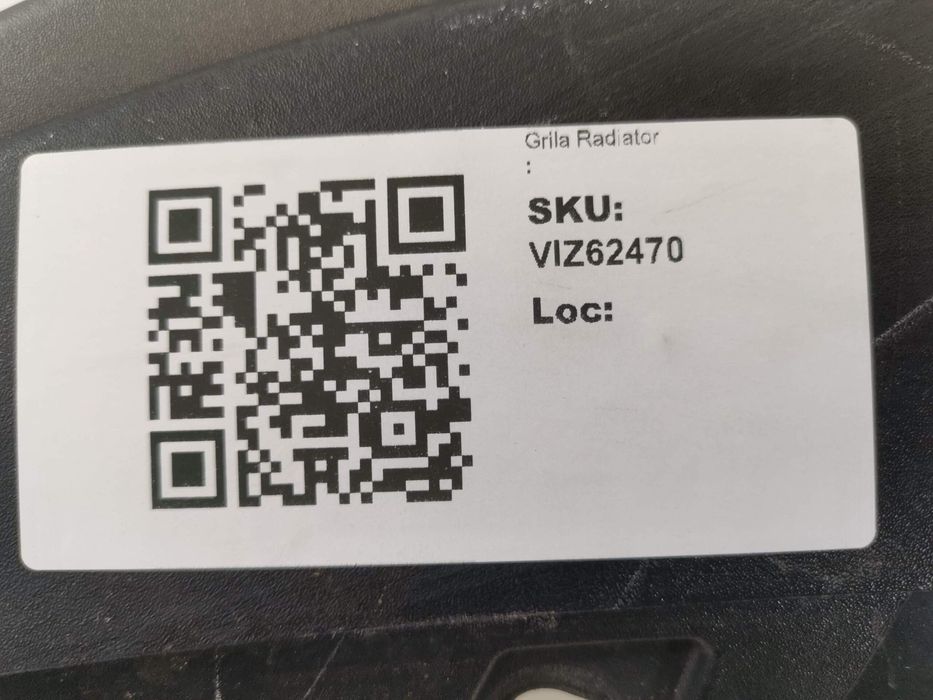 Grila Radiator
:
SKU:
VIZ62470
Loc: